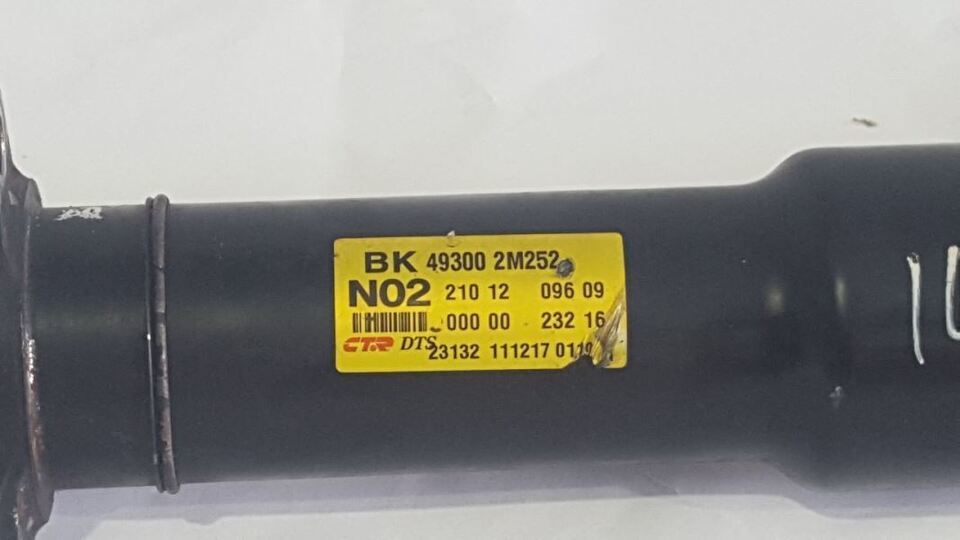 BK 49300 2M252
N02 210 12 096 09
000 00 232 16
CTR DTS
23132 111217